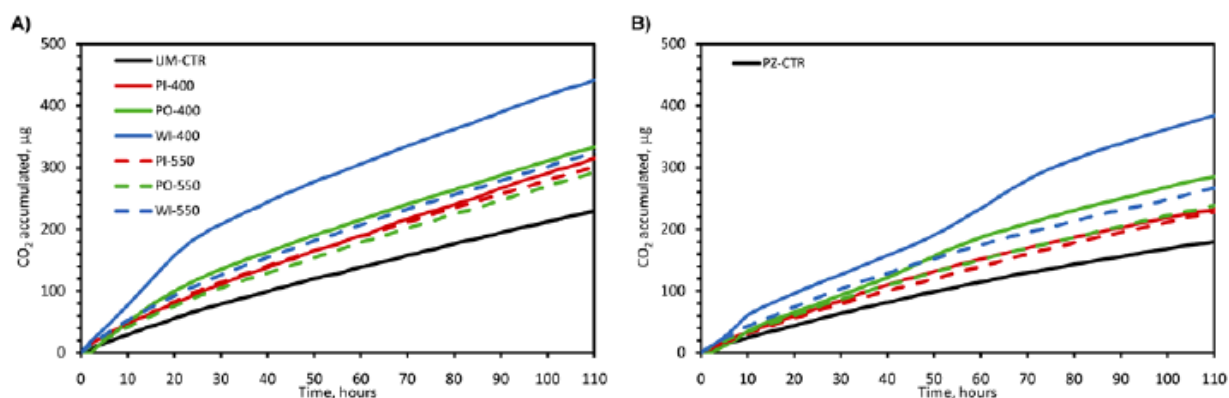 A)
500
400
300
200
100
0
CO2 accumulated, µg
UM-CTR
PI-400
PO-400
WI-400
PI-550
PO-550
WI-550
0 10 20 30 40 50 60 70 80 90 100 110
Time, hours
B)
500
400
300
200
100
0
CO2 accumulated, µg
PZ-CTR
0 10 20 30 40 50 60 70 80 90 100 110
Time, hours